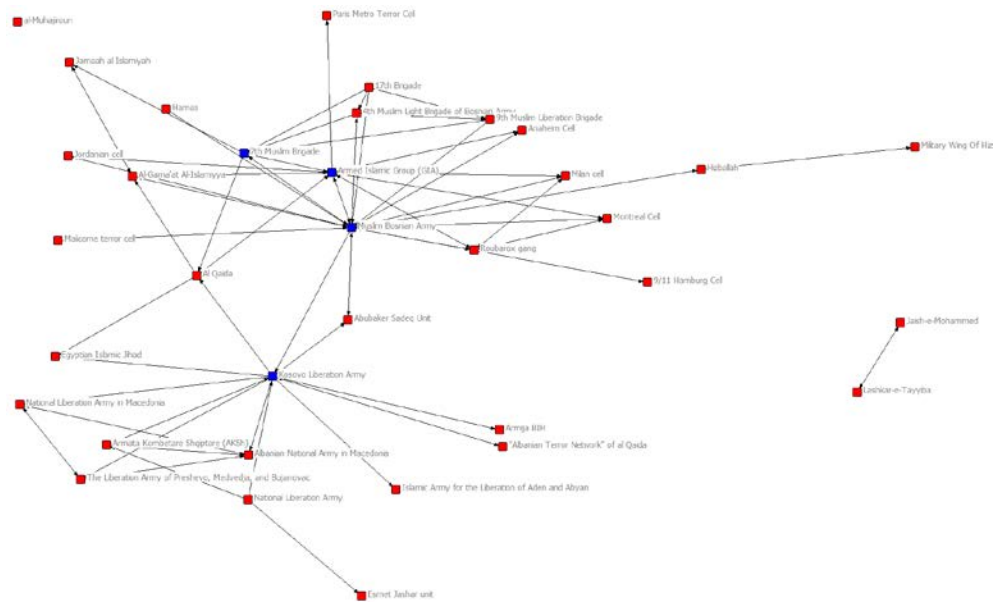 Paris Metro Terror Cell
al-Muhajiroun
Jamaah al Islamiyah
17th Brigade
Hamas
4th Muslim Light Brigade of Bosnian Army
9th Muslim Liberation Brigade
Anaheim Cell
Military Wing Of Hiz
7th Muslim Brigade
Jordanian cell
Hizballah
Armed Islamic Group (GIA)
Al-Gama'at Al-Islamiyya
Milan cell
Montreal Cell
Muslim Bosnian Army
terror cell
Roubaix gang
Al Qaida
9/11 Hamburg Cell
Abubaker Sadeq Unit
Jaish-e-Mohammed
Egyptian Islamic Jihad
Kosovo Liberation Army
Lashkar-e-Tayyiba
National Liberation Army in Macedonia
Armija BIH
Armata Kombetare Shqiptare (AKSh)
"Albanian Terror Network" of al Qaida
Albanian National Army in Macedonia
The Liberation Army of Preshevo, Medvedja, and Bujanovac
Islamic Army for the Liberation of Aden and Abyan
National Liberation Army
Esmet Jashar unit